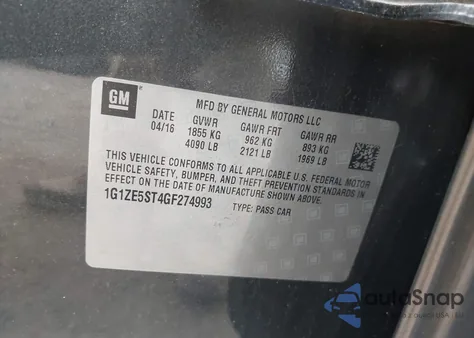 GM
MFD BY GENERAL MOTORS LLC
DATE GVWR GAWR FRT GAWR RR
04/16 1855 KG 962 KG 893 KG
4090 LB 2121 LB 1969 LB
THIS VEHICLE CONFORMS TO ALL APPLICABLE U.S. FEDERAL MOTOR
VEHICLE SAFETY, BUMPER, AND THEFT PREVENTION STANDARDS IN
EFFECT ON THE DATE OF MANUFACTURE SHOWN ABOVE.
1G1ZE5ST4GF274993 TYPE: PASS CAR
autoSnap